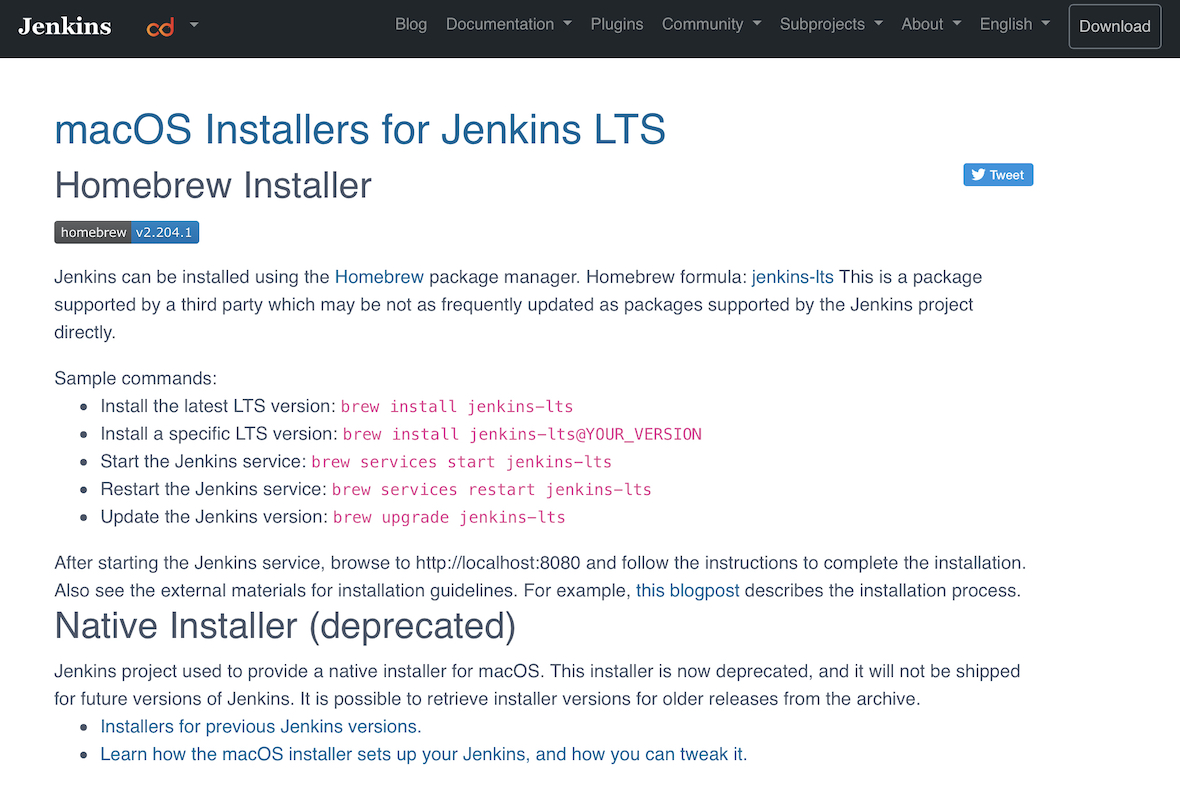 Jenkins cd Blog Documentation Plugins Community Subprojects About English Download
macOS Installers for Jenkins LTS
Homebrew Installer
Tweet
homebrew v2.204.1
Jenkins can be installed using the Homebrew package manager. Homebrew formula: jenkins-lts This is a package
supported by a third party which may be not as frequently updated as packages supported by the Jenkins project
directly.
Sample commands:
Install the latest LTS version: brew install jenkins-lts
Install a specific LTS version: brew install jenkins-lts@YOUR_VERSION
Start the Jenkins service: brew services start jenkins-lts
Restart the Jenkins service: brew services restart jenkins-lts
Update the Jenkins version: brew upgrade jenkins-lts
After starting the Jenkins service, browse to http://localhost:8080 and follow the instructions to complete the installation.
Also see the external materials for installation guidelines. For example, this blogpost describes the installation process.
Native Installer (deprecated)
Jenkins project used to provide a native installer for macOS. This installer is now deprecated, and it will not be shipped
for future versions of Jenkins. It is possible to retrieve installer versions for older releases from the archive.
Installers for previous Jenkins versions.
Learn how the macOS installer sets up your Jenkins, and how you can tweak it.